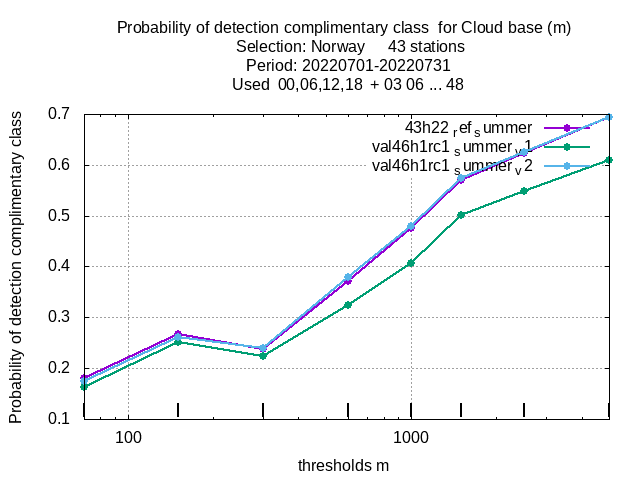 Probability of detection complimentary class  for Cloud base (m)
Selection: Norway     43 stations
Period: 20220701-20220731
Used  00,06,12,18  + 03 06 ... 48
Probability of detection complimentary class
0.7
0.6
0.5
0.4
0.3
0.2
0.1
43h22_ref_summer
val46h1rc1_summer_v1
val46h1rc1_summer_v2
100
1000
thresholds m